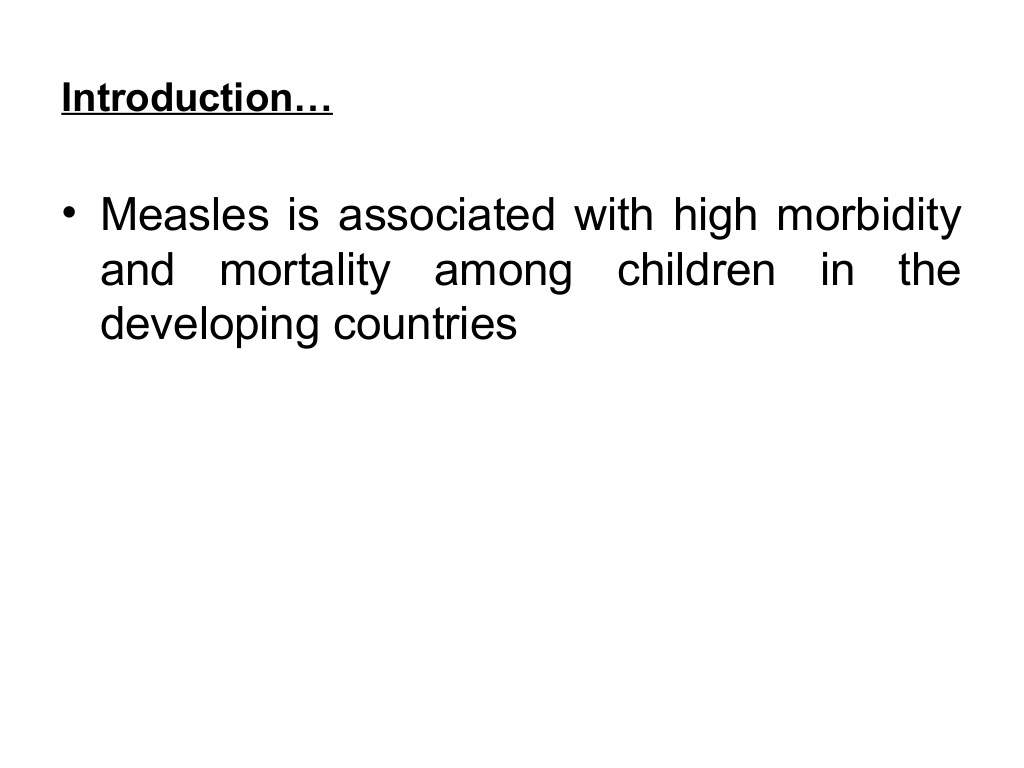 Introduction…
• Measles is associated with high morbidity
and mortality among children in the
developing countries